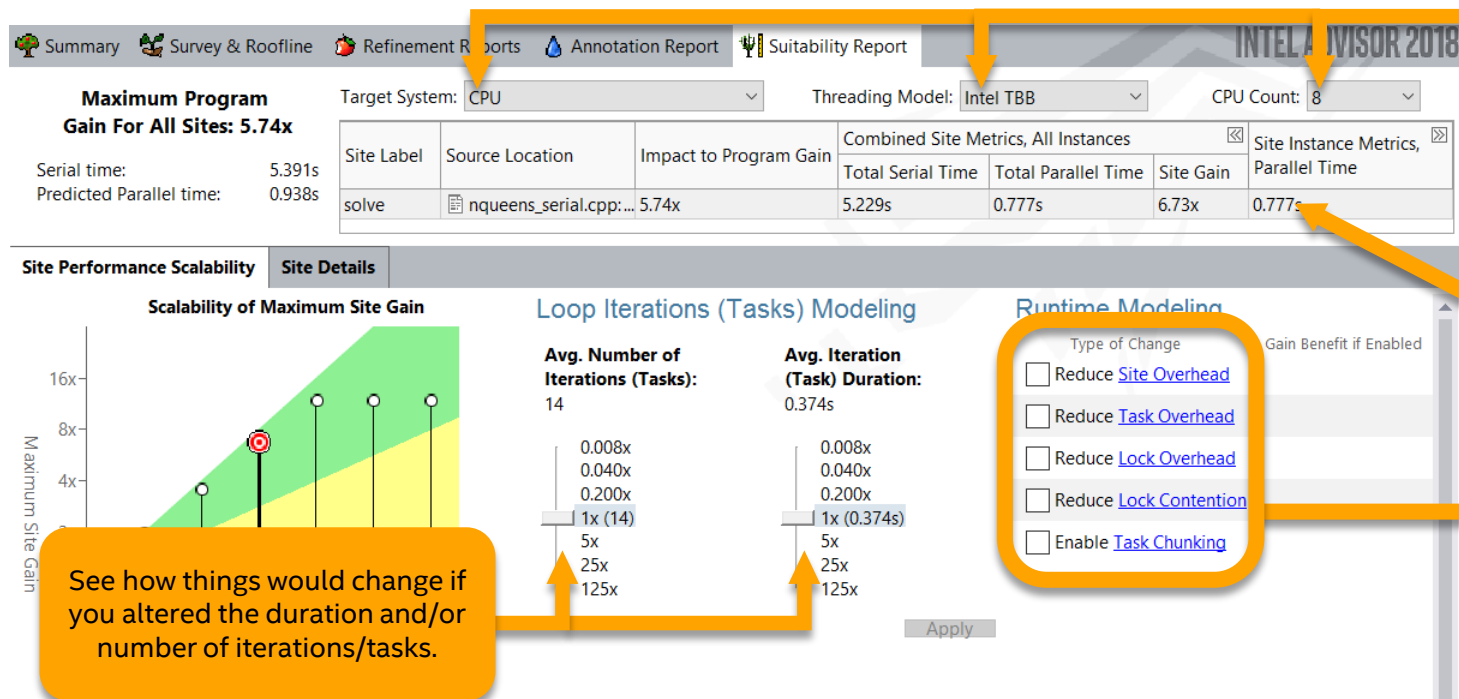 Summary Survey & Roofline Refinement Reports Annotation Report Suitability Report INTEL ADVISOR 2018
Maximum Program
Gain For All Sites: 5.74x
Serial time: 5.391s
Predicted Parallel time: 0.938s
Target System: CPU Threading Model: Intel TBB CPU Count: 8
Site Label Source Location Impact to Program Gain Combined Site Metrics, All Instances Site Instance Metrics,
Total Serial Time Total Parallel Time Site Gain Parallel Time
solve nqueens_serial.cpp:... 5.74x 5.229s 0.777s 6.73x 0.777s
Site Performance Scalability Site Details
Scalability of Maximum Site Gain
Maximum Site Gain
16x
8x
4x
Loop Iterations (Tasks) Modeling
Avg. Number of
Iterations (Tasks):
14
0.008x
0.040x
0.200x
1x (14)
5x
25x
125x
Avg. Iteration
(Task) Duration:
0.374s
0.008x
0.040x
0.200x
1x (0.374s)
5x
25x
125x
Apply
Runtime Modeling
Type of Change Gain Benefit if Enabled
Reduce Site Overhead
Reduce Task Overhead
Reduce Lock Overhead
Reduce Lock Contention
Enable Task Chunking
See how things would change if
you altered the duration and/or
number of iterations/tasks.